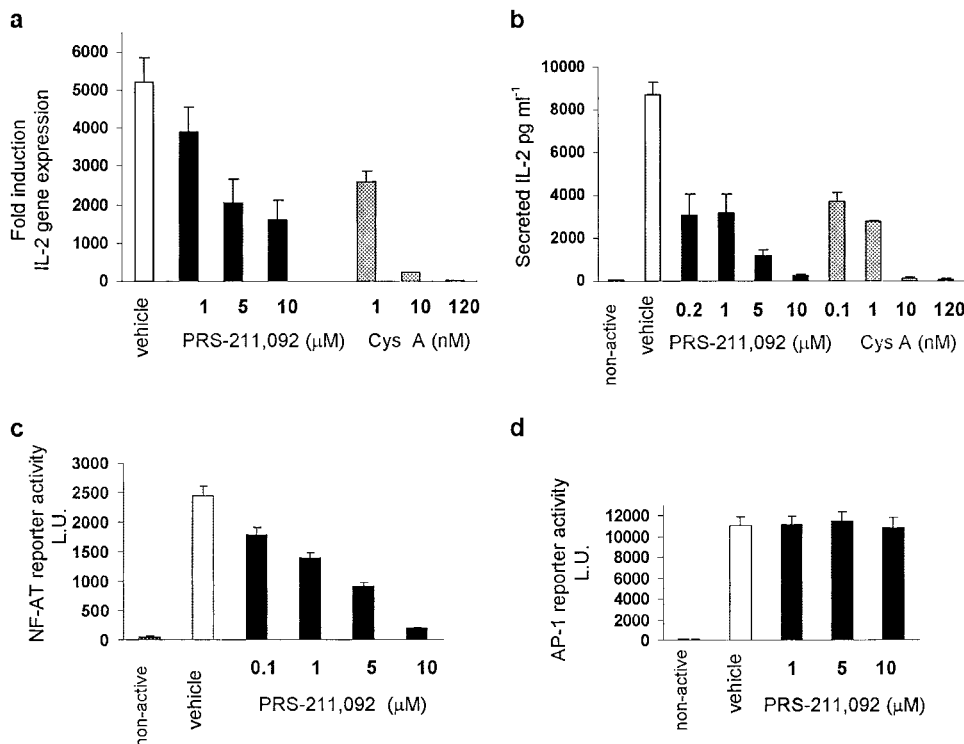 a
Fold induction
IL-2 gene expression
6000
5000
4000
3000
2000
1000
0
vehicle
1 5 10
PRS-211,092 (μM)
1 10 120
Cys A (nM)
b
Secreted IL-2 pg ml⁻¹
10000
8000
6000
4000
2000
0
non-active
vehicle
0.2 1 5 10
PRS-211,092 (μM)
0.1 1 10 120
Cys A (nM)
c
NF-AT reporter activity
L.U.
3000
2500
2000
1500
1000
500
0
non-active
vehicle
0.1 1 5 10
PRS-211,092 (μM)
d
AP-1 reporter activity
L.U.
12000
10000
8000
6000
4000
2000
0
non-active
vehicle
1 5 10
PRS-211,092 (μM)